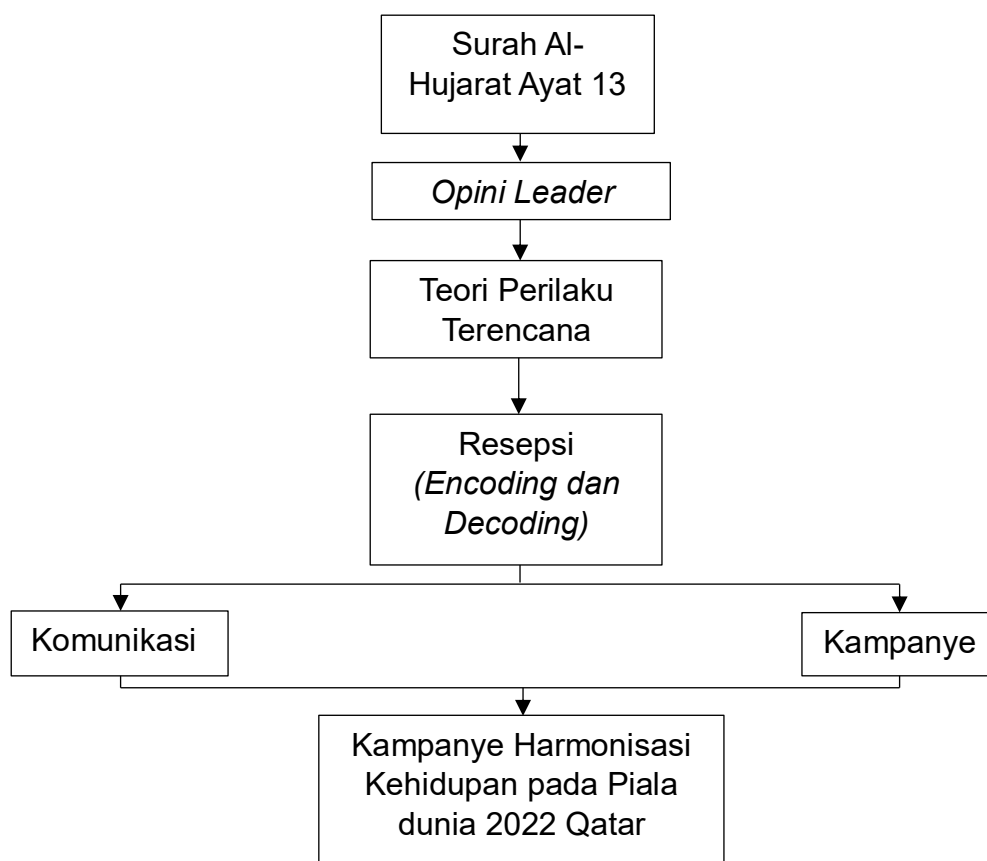 Surah Al-
Hujarat Ayat 13
Opini Leader
Teori Perilaku
Terencana
Resepsi
(Encoding dan
Decoding)
Komunikasi
Kampanye
Kampanye Harmonisasi
Kehidupan pada Piala
dunia 2022 Qatar